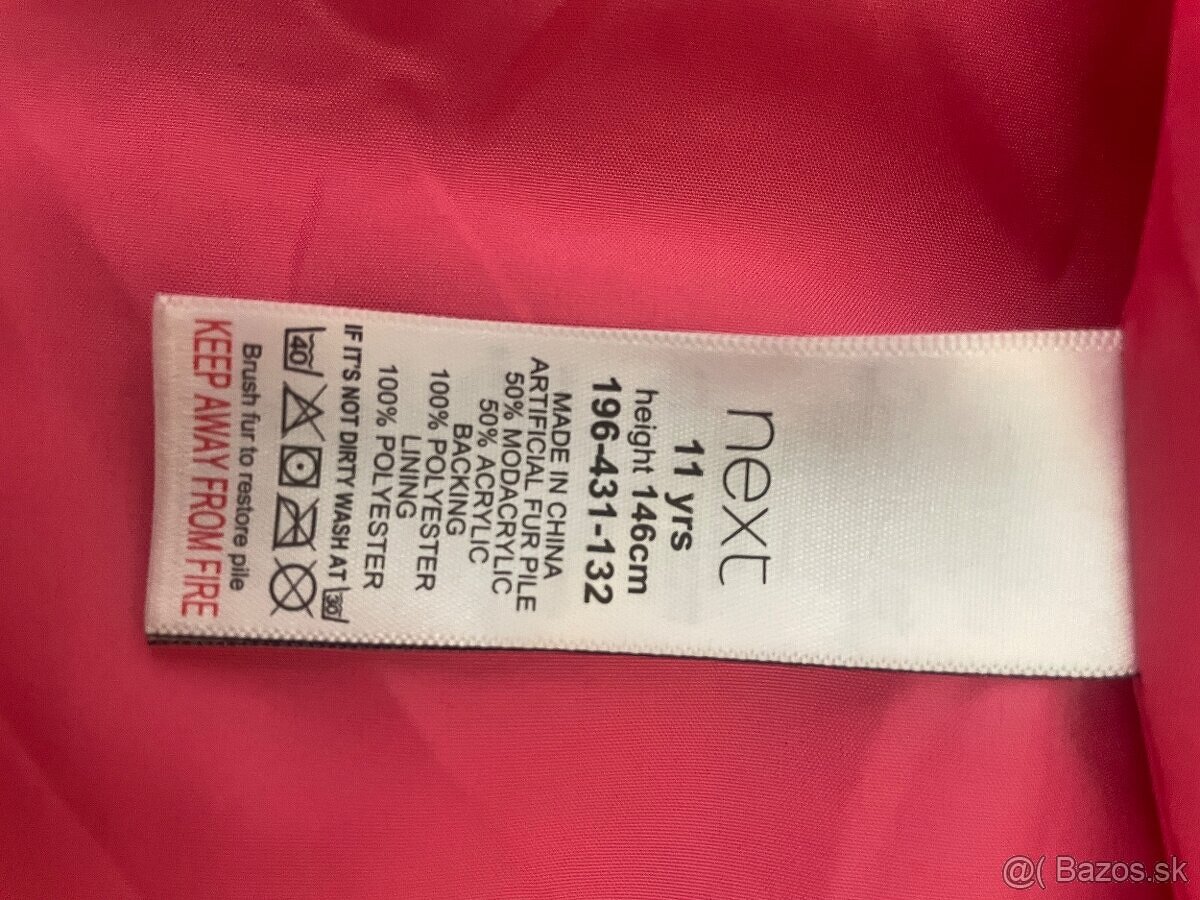 next
11 yrs
height 146cm
196-431-132
MADE IN CHINA
ARTIFICIAL FUR PILE
50% MODACRYLIC
50% ACRYLIC
BACKING
100% POLYESTER
LINING
100% POLYESTER
IF IT'S NOT DIRTY WASH AT 30
40
Brush fur to restore pile
KEEP AWAY FROM FIRE
@( Bazos.sk